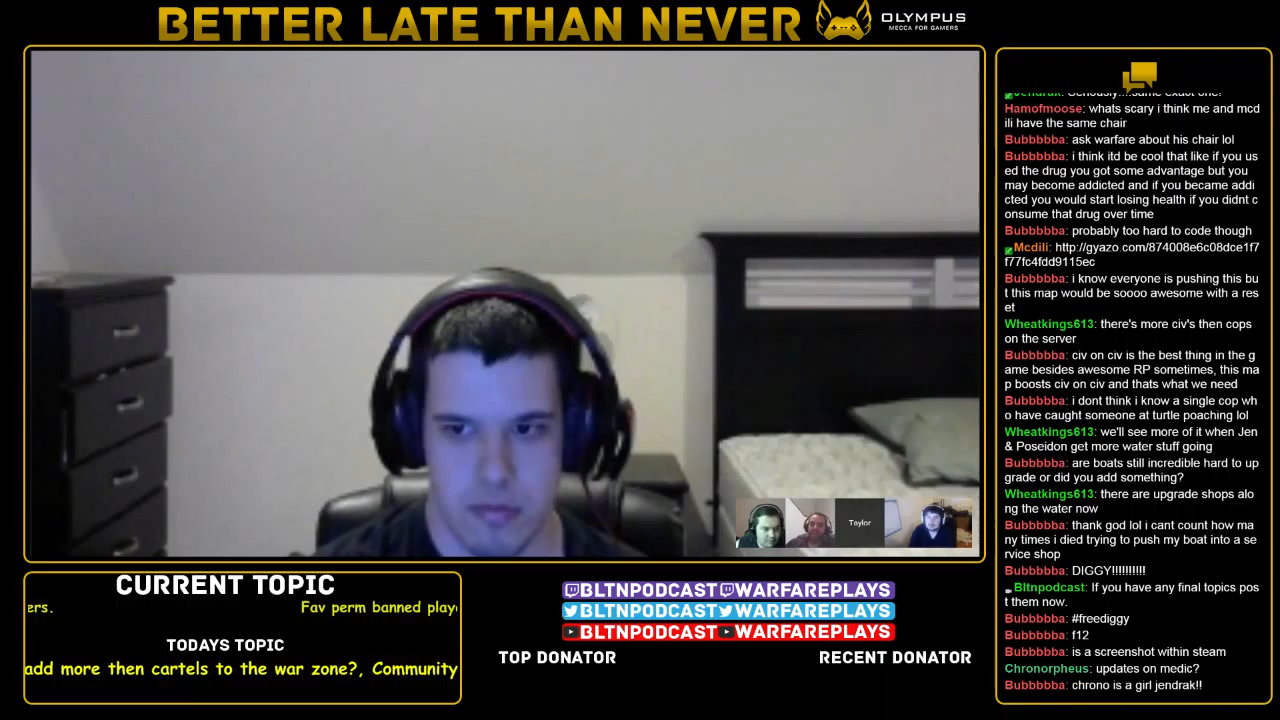 BETTER LATE THAN NEVER
OLYMPUS
MECCA FOR GAMERS
Jendrak: Seriously....same exact one!
Hamofmoose: whats scary i think me and mcd
ili have the same chair
Bubbbbba: ask warfare about his chair lol
Bubbbbba: i think itd be cool that like if you us
ed the drug you got some advantage but you
may become addicted and if you became addi
cted you would start losing health if you didnt c
onsume that drug over time
Bubbbbba: probably too hard to code though
Mcdili: http://gyazo.com/874008e6c08dce1f7
f77fc4fdd9115ec
Bubbbbba: i know everyone is pushing this bu
t this map would be soooo awesome with a res
et
Wheatkings613: there's more civ's then cops
on the server
Bubbbbba: civ on civ is the best thing in the g
ame besides awesome RP sometimes, this ma
p boosts civ on civ and thats what we need
Bubbbbba: i dont think i know a single cop wh
o have caught someone at turtle poaching lol
Wheatkings613: we'll see more of it when Jen
& Poseidon get more water stuff going
Bubbbbba: are boats still incredible hard to up
grade or did you add something?
Wheatkings613: there are upgrade shops alo
ng the water now
Bubbbbba: thank god lol i cant count how ma
ny times i died trying to push my boat into a se
rvice shop
Bubbbbba: DIGGY!!!!!!!!!!
Bltnpodcast: If you have any final topics pos
t them now.
Bubbbbba: #freediggy
Bubbbbba: f12
Bubbbbba: is a screenshot within steam
Chronorpheus: updates on medic?
Bubbbbba: chrono is a girl jendrak!!
Taylor
CURRENT TOPIC
ers. Fav perm banned play
TODAYS TOPIC
add more then cartels to the war zone?, Community
BLTNPODCAST WARFAREPLAYS
BLTNPODCAST WARFAREPLAYS
BLTNPODCAST WARFAREPLAYS
TOP DONATOR
RECENT DONATOR